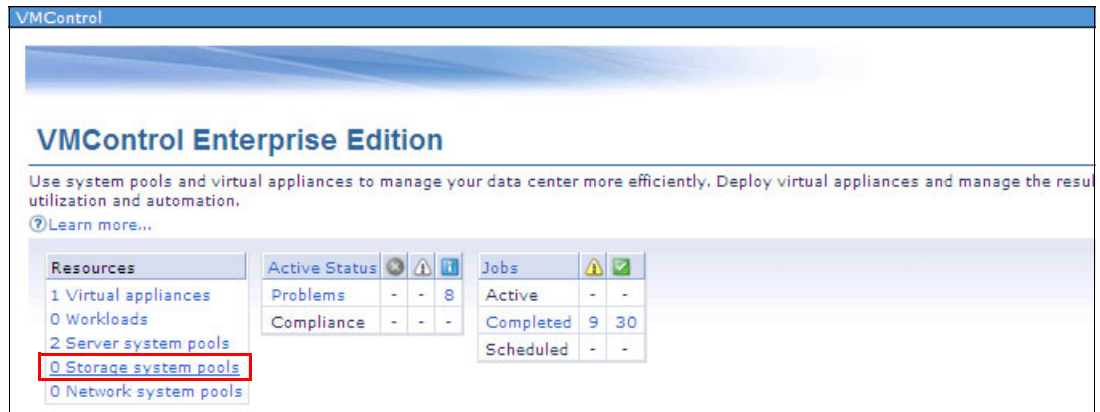 VMControl
VMControl Enterprise Edition
Use system pools and virtual appliances to manage your data center more efficiently. Deploy virtual appliances and manage the resul
utilization and automation.
Learn more...
Resources
1 Virtual appliances
0 Workloads
2 Server system pools
0 Storage system pools
0 Network system pools
Active Status
Problems - - 8
Compliance - - -
Jobs
Active - -
Completed 9 30
Scheduled - -